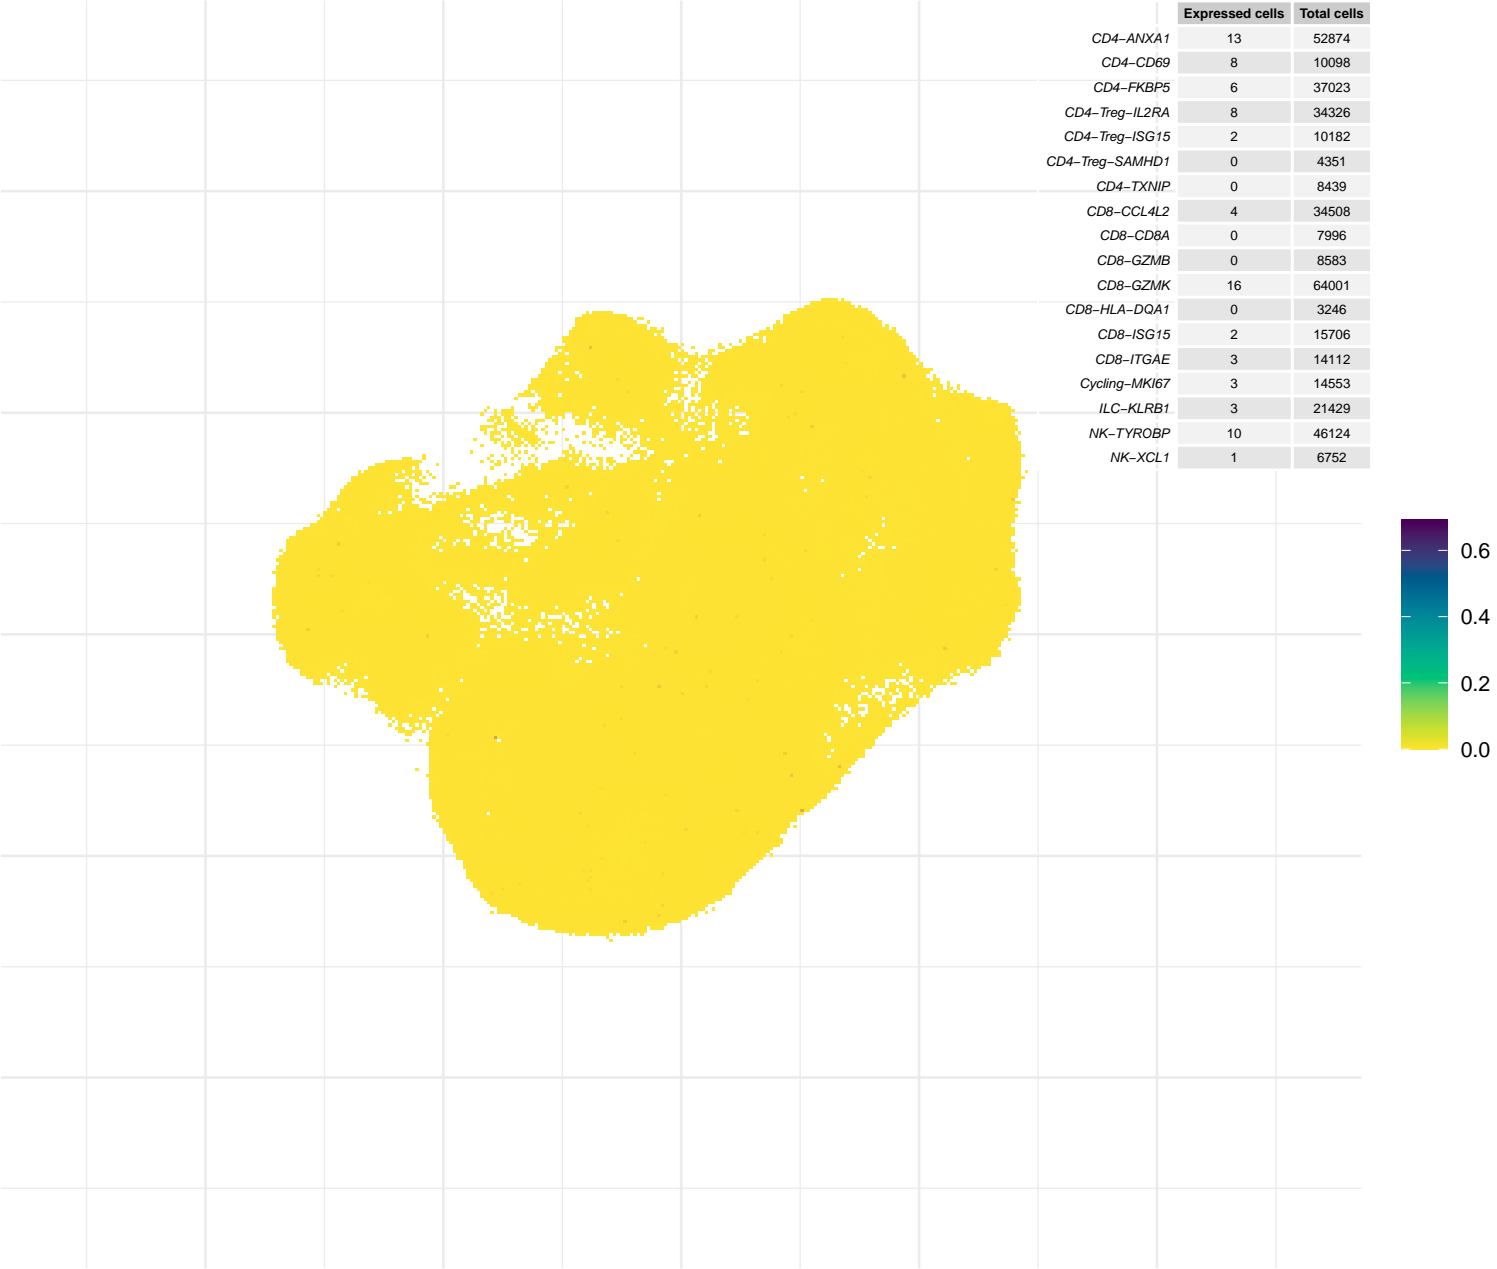 Expressed cells Total cells
CD4−ANXA1 13 52874
CD4−CD69 8 10098
CD4−FKBP5 6 37023
CD4−Treg−IL2RA 8 34326
CD4−Treg−ISG15 2 10182
CD4−Treg−SAMHD1 0 4351
CD4−TXNIP 0 8439
CD8−CCL4L2 4 34508
CD8−CD8A 0 7996
CD8−GZMB 0 8583
CD8−GZMK 16 64001
CD8−HLA−DQA1 0 3246
CD8−ISG15 2 15706
CD8−ITGAE 3 14112
Cycling−MKI67 3 14553
ILC−KLRB1 3 21429
NK−TYROBP 10 46124
NK−XCL1 1 6752
0.6
0.4
0.2
0.0